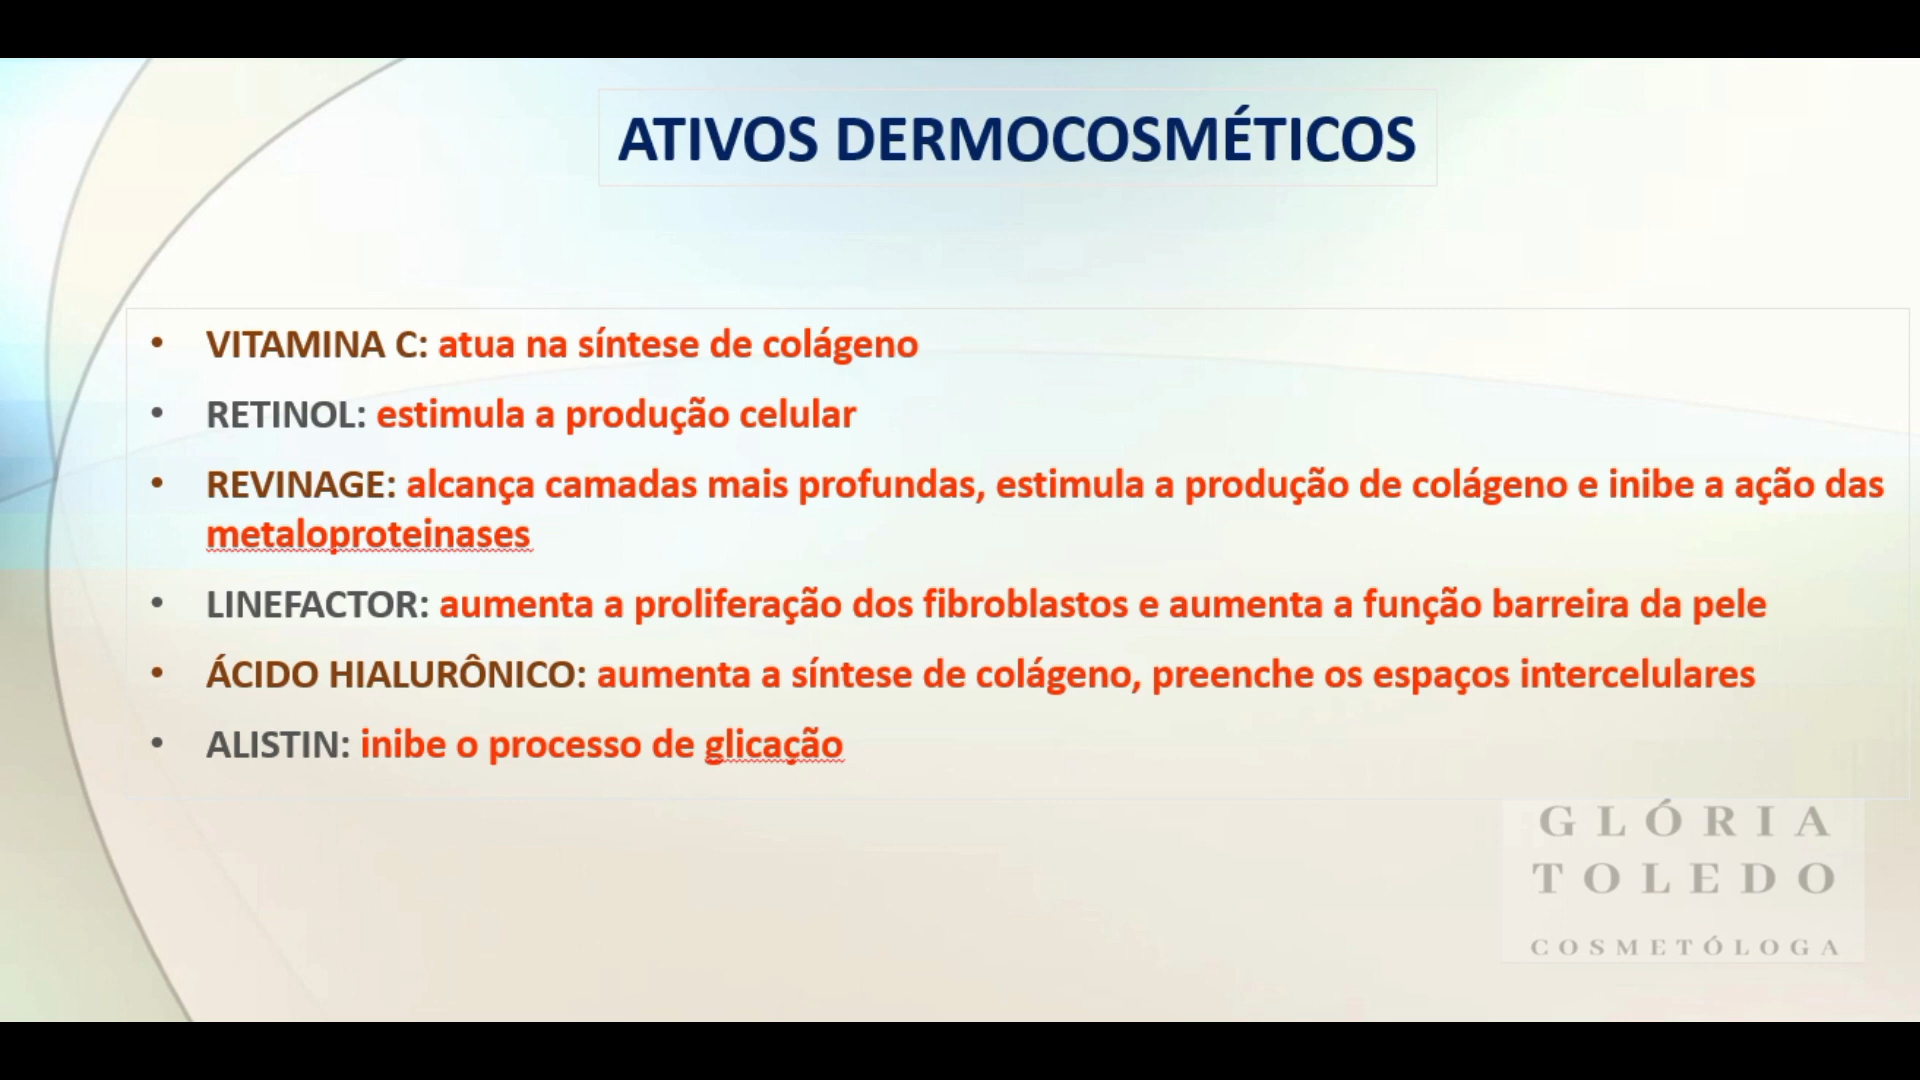 ATIVOS DERMOCOSMÉTICOS
• VITAMINA C: atua na síntese de colágeno
• RETINOL: estimula a produção celular
• REVINAGE: alcança camadas mais profundas, estimula a produção de colágeno e inibe a ação das
metaloproteinases
• LINEFACTOR: aumenta a proliferação dos fibroblastos e aumenta a função barreira da pele
• ÁCIDO HIALURÔNICO: aumenta a síntese de colágeno, preenche os espaços intercelulares
• ALISTIN: inibe o processo de glicação
GLÓRIA
TOLEDO
COSMETÓLOGA